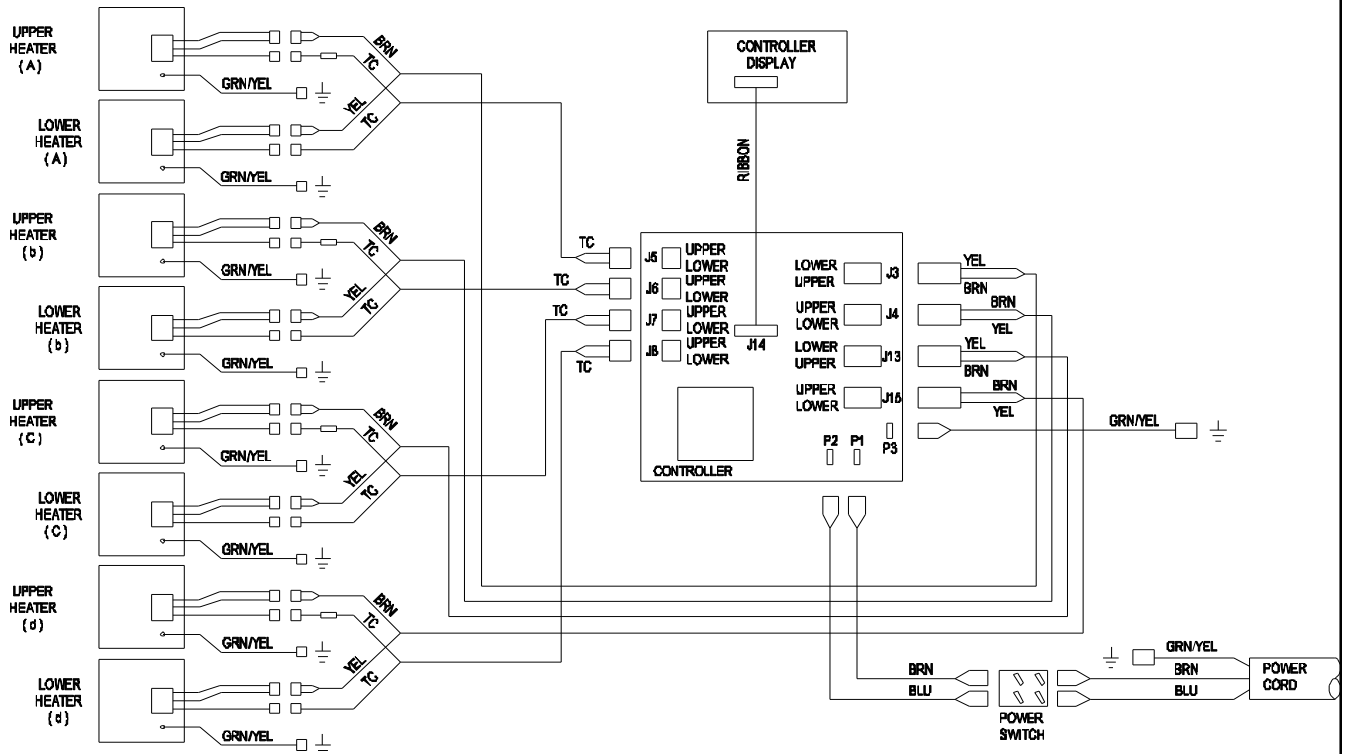 UPPER
HEATER
(A)
BRN
TC
GRN/YEL
LOWER
HEATER
(A)
YEL
TC
GRN/YEL
UPPER
HEATER
(b)
BRN
TC
GRN/YEL
LOWER
HEATER
(b)
YEL
TC
GRN/YEL
UPPER
HEATER
(C)
BRN
TC
GRN/YEL
LOWER
HEATER
(C)
YEL
TC
GRN/YEL
UPPER
HEATER
(d)
BRN
TC
GRN/YEL
LOWER
HEATER
(d)
YEL
TC
GRN/YEL
CONTROLLER
DISPLAY
RIBBON
TC
TC
TC
TC
J5 UPPER
LOWER
J6 UPPER
LOWER
J7 UPPER
LOWER
J8 UPPER
LOWER
J14
CONTROLLER
LOWER
UPPER
J3
UPPER
LOWER
J4
LOWER
UPPER
J13
UPPER
LOWER
J15
P2 P1
P3
YEL
BRN
BRN
YEL
YEL
BRN
BRN
YEL
GRN/YEL
BRN
BLU
POWER
SWITCH
GRN/YEL
BRN
BLU
POWER
CORD